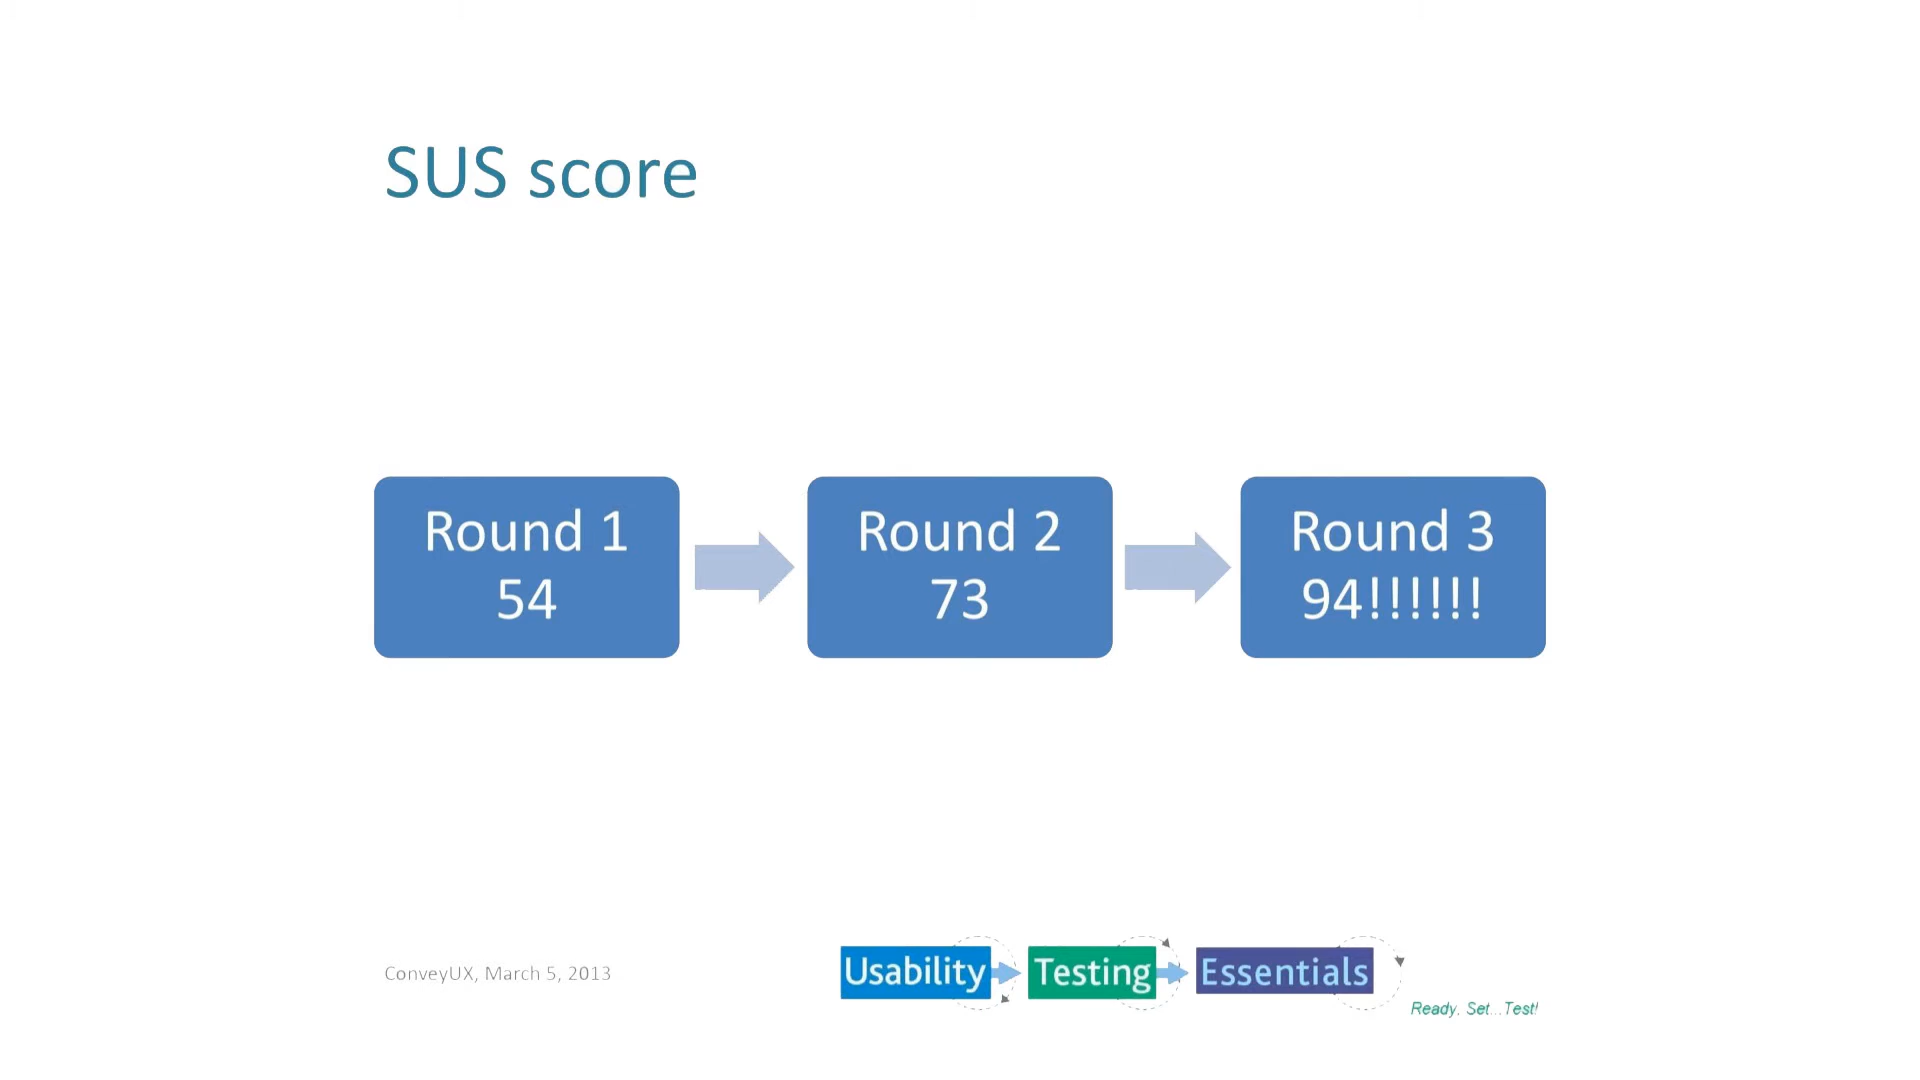 SUS score
Round 1
54
Round 2
73
Round 3
94!!!!!!
ConveyUX, March 5, 2013
Usability Testing Essentials
Ready, Set...Test!